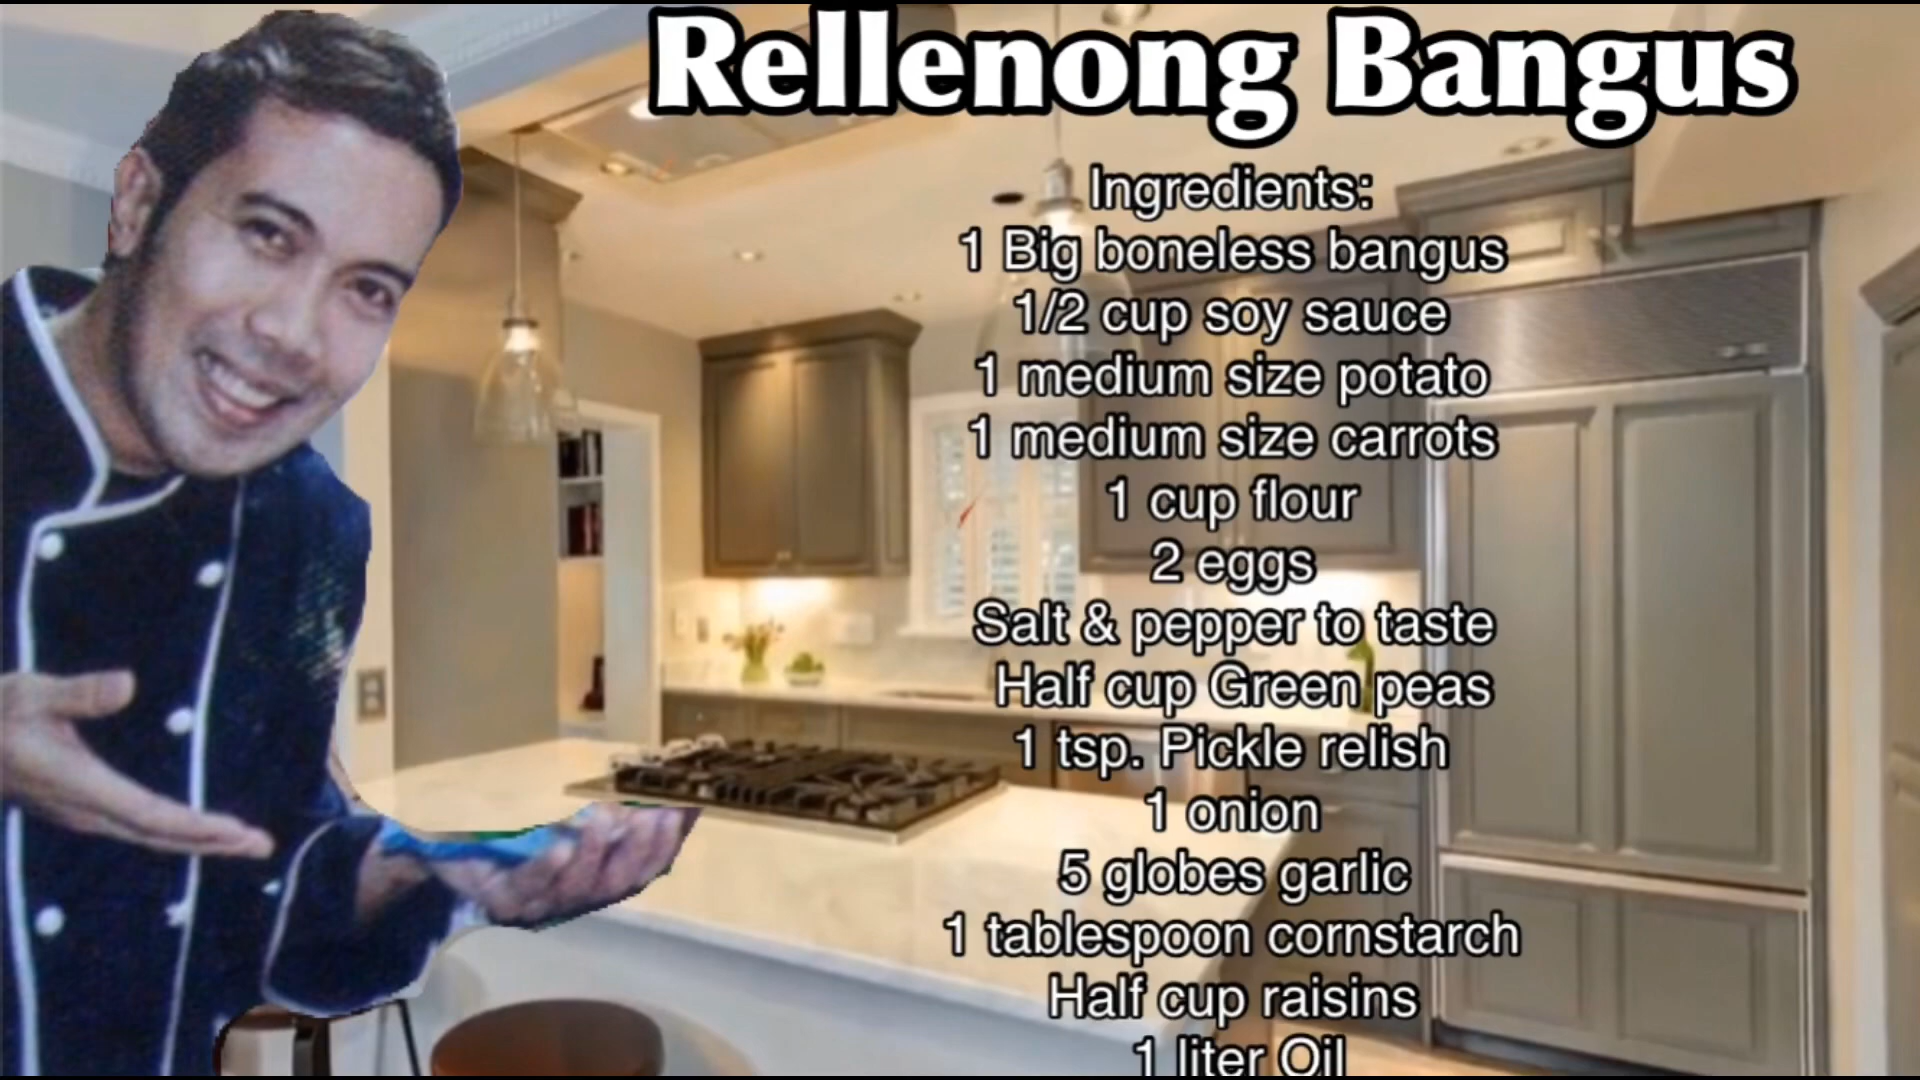 Rellenong Bangus
Ingredients:
1 Big boneless bangus
1/2 cup soy sauce
1 medium size potato
1 medium size carrots
1 cup flour
2 eggs
Salt & pepper to taste
Half cup Green peas
1 tsp. Pickle relish
1 onion
5 globes garlic
1 tablespoon cornstarch
Half cup raisins
1 liter Oil